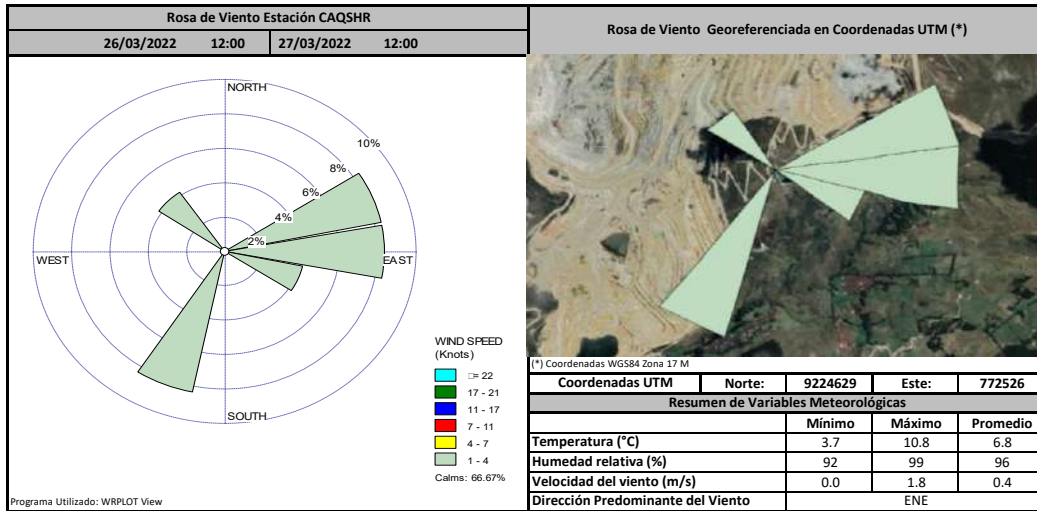 Rosa de Viento Estación CAQSHR
26/03/2022 12:00 27/03/2022 12:00
NORTH
10%
8%
6%
4%
2%
WEST
EAST
SOUTH
WIND SPEED
(Knots)
□= 22
17 - 21
11 - 17
7 - 11
4 - 7
1 - 4
Calms: 66.67%
Programa Utilizado: WRPLOT View
Rosa de Viento Georeferenciada en Coordenadas UTM (*)
(*) Coordenadas WGS84 Zona 17 M
Coordenadas UTM Norte: 9224629 Este: 772526
Resumen de Variables Meteorológicas
Mínimo Máximo Promedio
Temperatura (°C) 3.7 10.8 6.8
Humedad relativa (%) 92 99 96
Velocidad del viento (m/s) 0.0 1.8 0.4
Dirección Predominante del Viento ENE